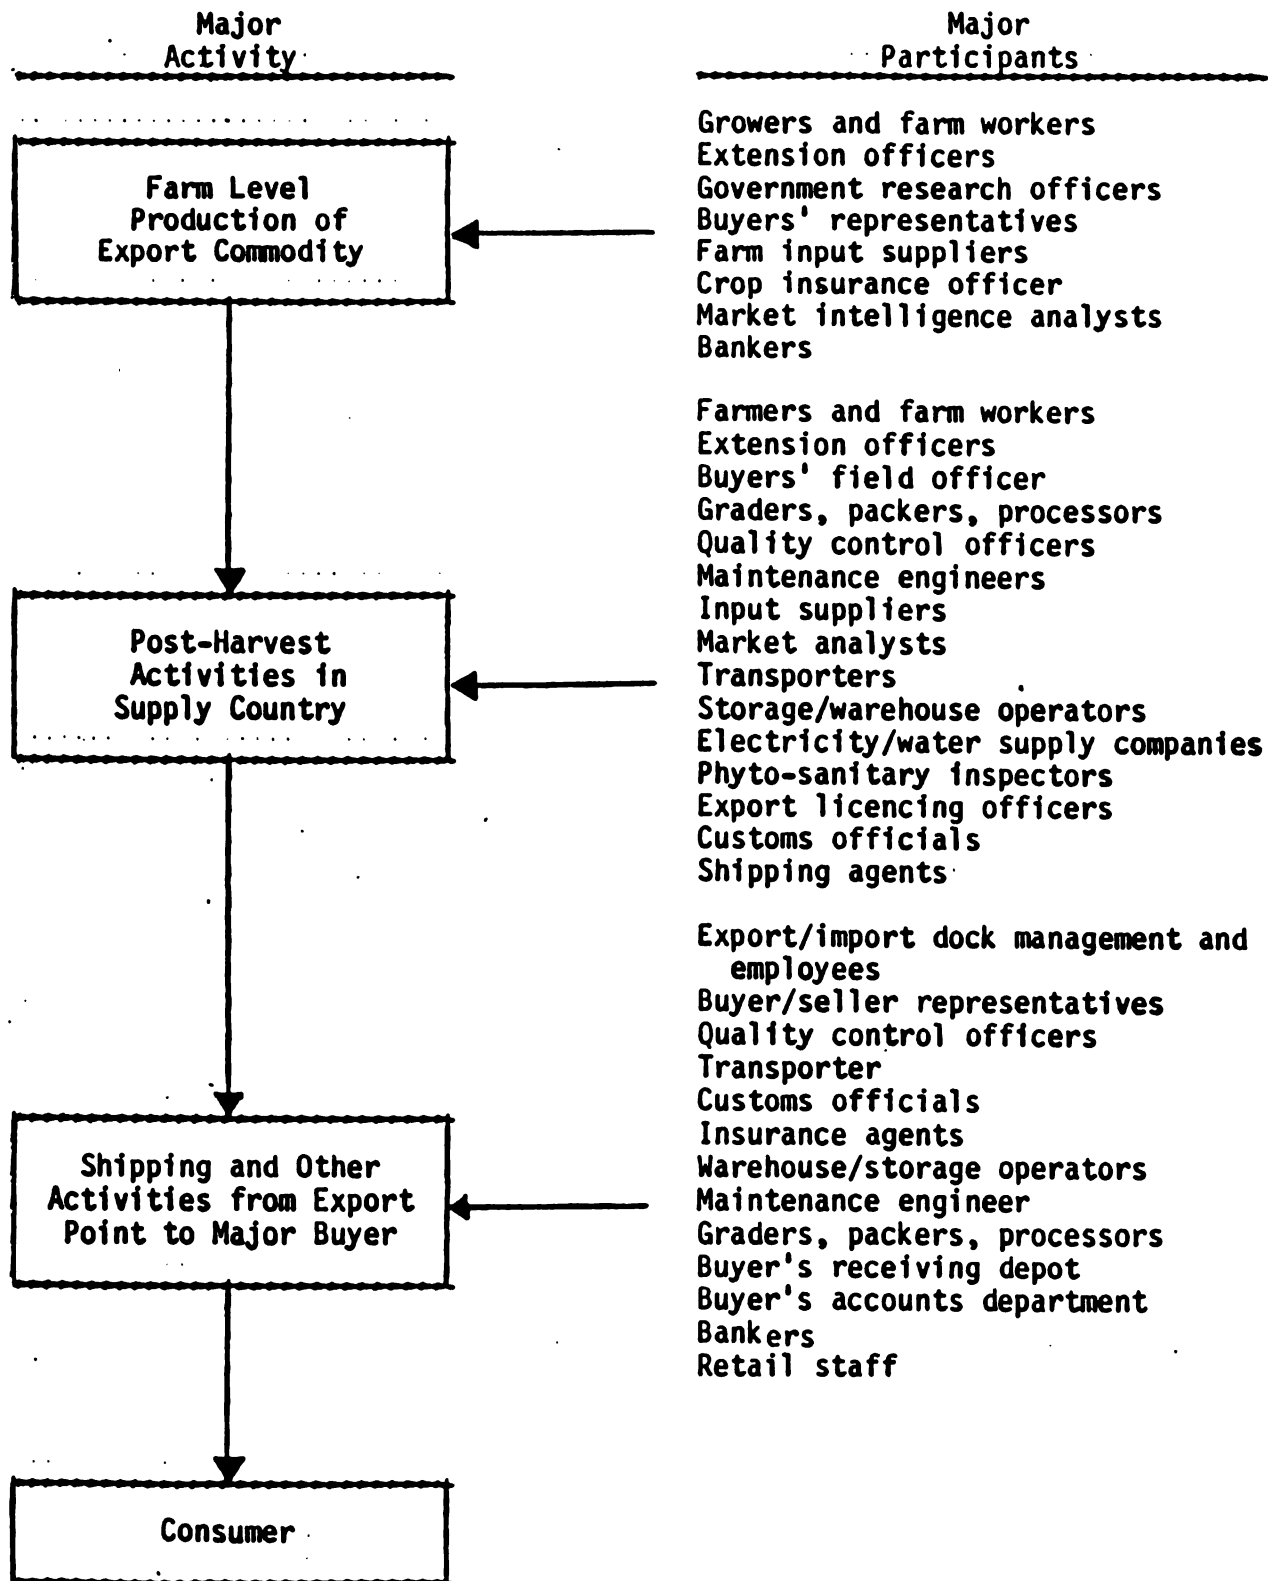 Major
Activity
Major
Participants
Farm Level
Production of
Export Commodity
Growers and farm workers
Extension officers
Government research officers
Buyers' representatives
Farm input suppliers
Crop insurance officer
Market intelligence analysts
Bankers
Post-Harvest
Activities in
Supply Country
Farmers and farm workers
Extension officers
Buyers' field officer
Graders, packers, processors
Quality control officers
Maintenance engineers
Input suppliers
Market analysts
Transporters
Storage/warehouse operators
Electricity/water supply companies
Phyto-sanitary inspectors
Export licencing officers
Customs officials
Shipping agents
Shipping and Other
Activities from Export
Point to Major Buyer
Export/import dock management and
employees
Buyer/seller representatives
Quality control officers
Transporter
Customs officials
Insurance agents
Warehouse/storage operators
Maintenance engineer
Graders, packers, processors
Buyer's receiving depot
Buyer's accounts department
Bankers
Retail staff
Consumer